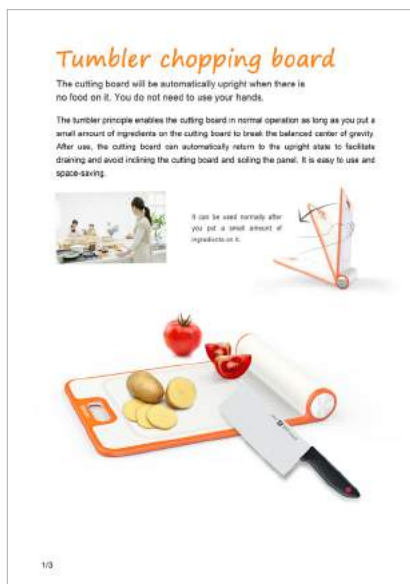 Tumbler chopping board
The cutting board will be automatically upright when there is
no food on it. You do not need to use your hands.
The tumbler principle enables the cutting board in normal operation as long as you put a
small amount of ingredients on the cutting board to break the balanced center of gravity.
After use, the cutting board can automatically return to the upright state to facilitate
draining and avoid inclining the cutting board and soiling the panel. It is easy to use and
space-saving.
It can be used normally after
you put a small amount of
ingredients on it.
1/3